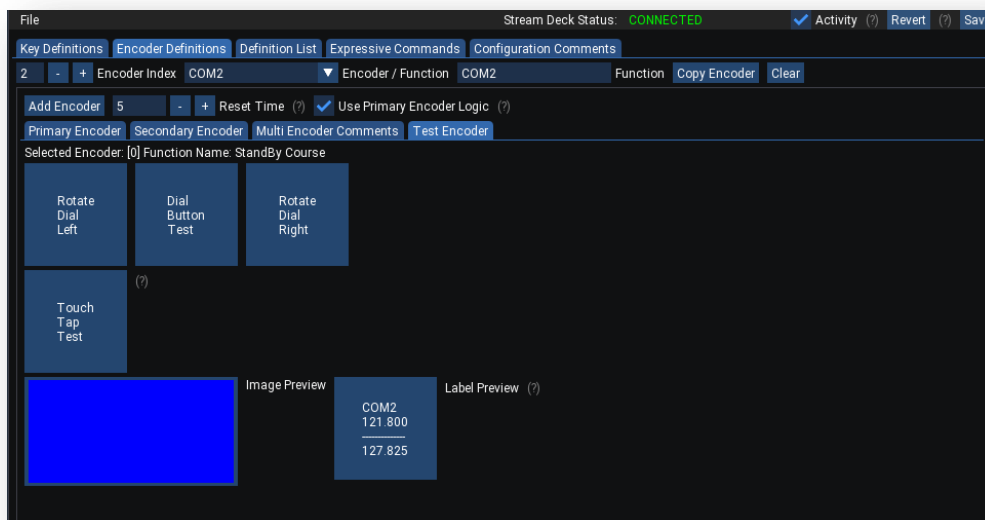 File Stream Deck Status: CONNECTED Activity (?) Revert (?) Sav
Key Definitions Encoder Definitions Definition List Expressive Commands Configuration Comments
2 - + Encoder Index COM2 Encoder / Function COM2 Function Copy Encoder Clear
Add Encoder 5 - + Reset Time (?) Use Primary Encoder Logic (?)
Primary Encoder Secondary Encoder Multi Encoder Comments Test Encoder
Selected Encoder: [0] Function Name: StandBy Course
Rotate
Dial
Left
Dial
Button
Test
Rotate
Dial
Right
Touch
Tap
Test
(?)
Image Preview
COM2
121.800
----------
127.825
Label Preview (?)